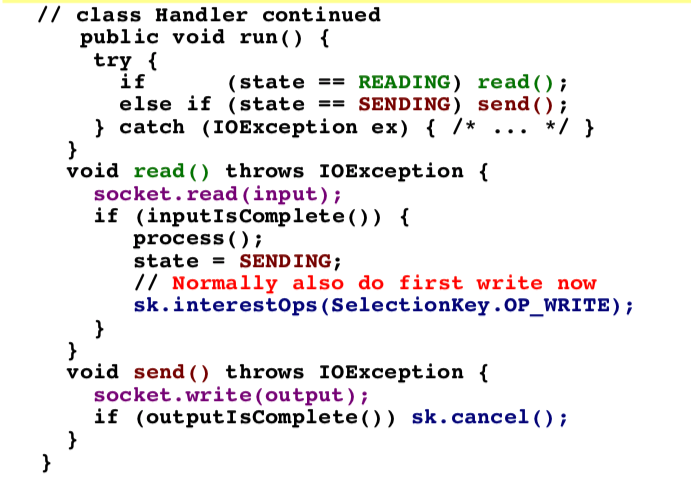 // class Handler continued
public void run() {
try {
if (state == READING) read();
else if (state == SENDING) send();
} catch (IOException ex) { /* ... */ }
}
void read() throws IOException {
socket.read(input);
if (inputIsComplete()) {
process();
state = SENDING;
// Normally also do first write now
sk.interestOps(SelectionKey.OP_WRITE);
}
}
void send() throws IOException {
socket.write(output);
if (outputIsComplete()) sk.cancel();
}
}